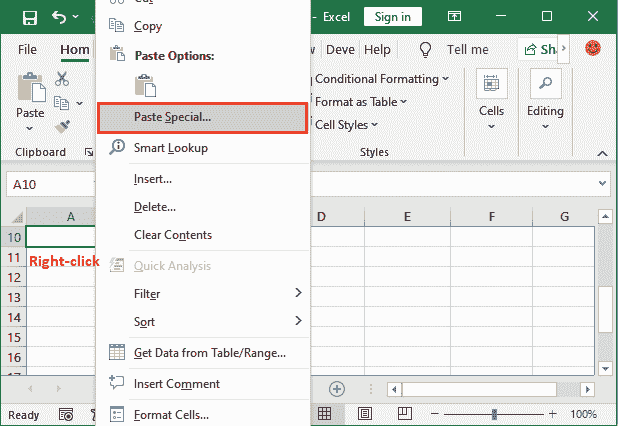 Cut
- Excel
Sign in
File
Hom
Deve
Help
Tell me
Sha
Paste
Clipboard
Conditional Formatting
Format as Table
Cell Styles
Styles
Cells
Editing
A10
Copy
Paste Options:
Paste Special...
Smart Lookup
Insert...
Delete...
Clear Contents
Quick Analysis
Filter
Sort
Get Data from Table/Range...
Insert Comment
Format Cells...
A D E F G
10
11
Right-click
12
13
14
15
16
17
Ready
100%